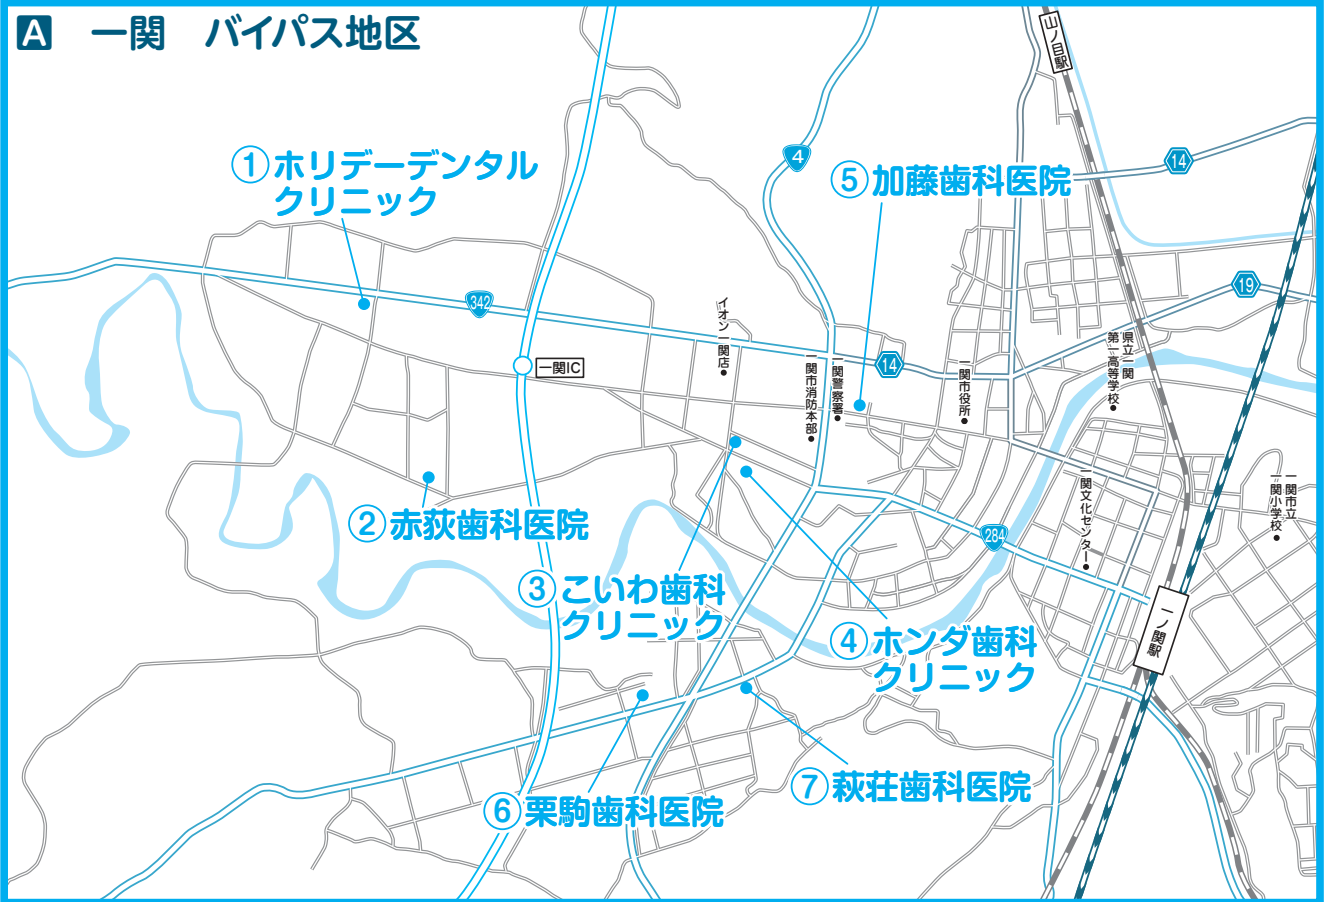 A 一関 バイパス地区
山ノ目駅
①ホリデーデンタル
クリニック
4
⑤加藤歯科医院
14
342
19
イオン一関店
一関IC
14
一関市消防本部
一関警察署
一関市役所
県立一関
第一高等学校
②赤荻歯科医院
一関文化センター
一関市立
一関小学校
284
③こいわ歯科
クリニック
④ホンダ歯科
クリニック
一ノ関駅
⑥栗駒歯科医院
⑦萩荘歯科医院